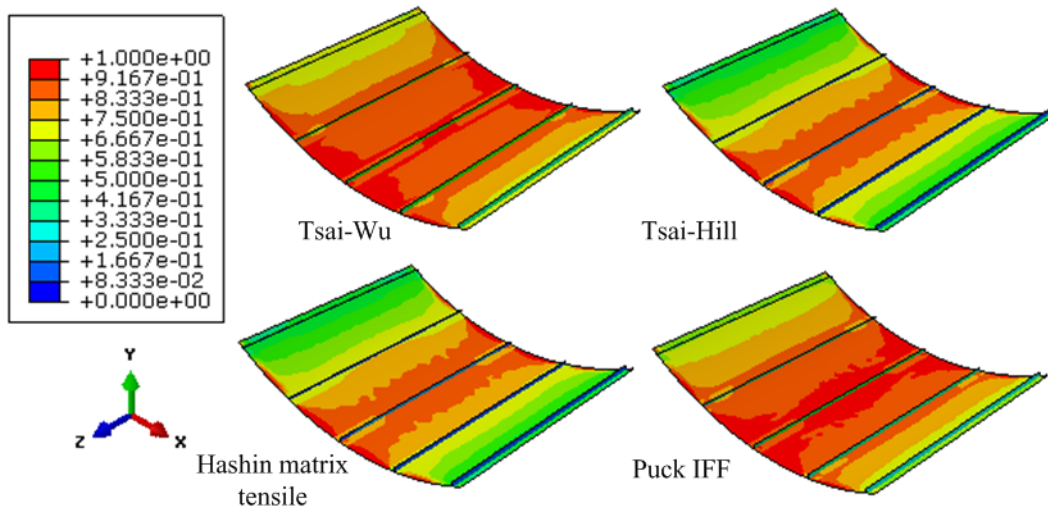 +1.000e+00
+9.167e-01
+8.333e-01
+7.500e-01
+6.667e-01
+5.833e-01
+5.000e-01
+4.167e-01
+3.333e-01
+2.500e-01
+1.667e-01
+8.333e-02
+0.000e+00
Tsai-Wu
Tsai-Hill
Y
Z
X
Hashin matrix
tensile
Puck IFF